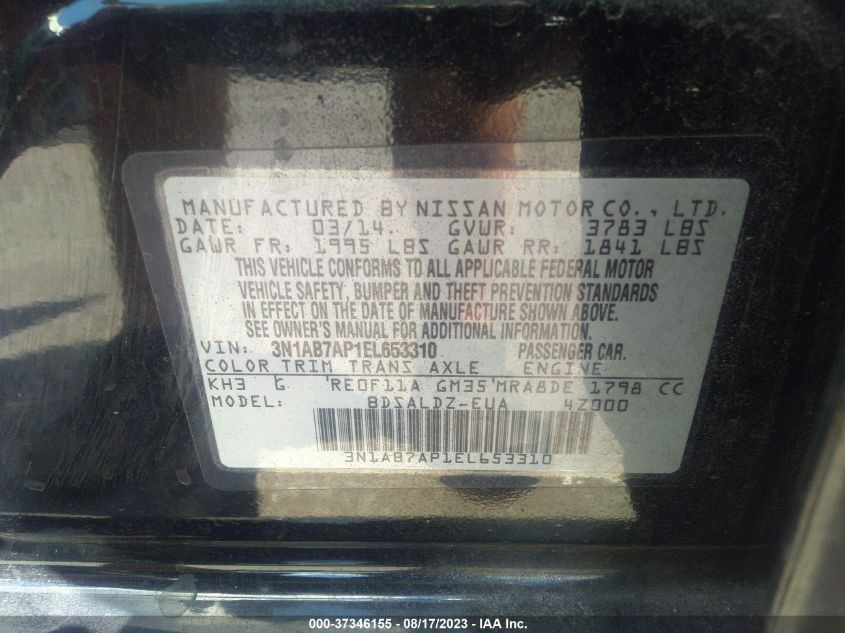 MANUFACTURED BY NISSAN MOTOR CO., LTD.
DATE: 03/14 GVWR: 3783 LBS
GAWR FR: 1995 LBS GAWR RR: 1841 LBS
THIS VEHICLE CONFORMS TO ALL APPLICABLE FEDERAL MOTOR
VEHICLE SAFETY, BUMPER AND THEFT PREVENTION STANDARDS
IN EFFECT ON THE DATE OF MANUFACTURE SHOWN ABOVE.
SEE OWNER'S MANUAL FOR ADDITIONAL INFORMATION.
VIN: 3N1AB7AP1EL653310 PASSENGER CAR.
COLOR TRIM TRANS AXLE ENGINE
KH3 G RE0F11A GM35 MRA8DE 1798 CC
MODEL: BDSALDZ-EUA 4Z000
3N1AB7AP1EL653310
000-37346155 - 08/17/2023 - © IAA, Inc.